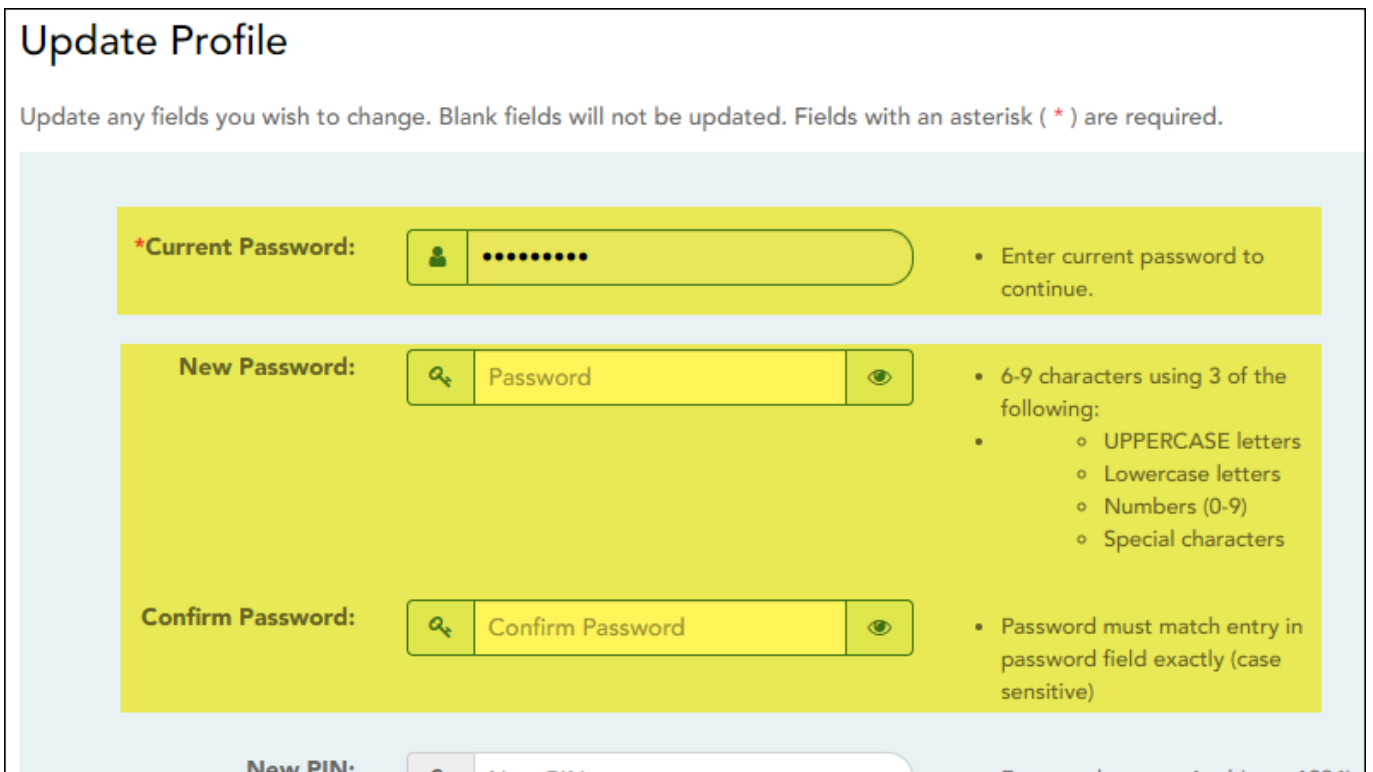 Update Profile
Update any fields you wish to change. Blank fields will not be updated. Fields with an asterisk ( * ) are required.
*Current Password:
•••••••••
• Enter current password to
continue.
New Password:
Password
• 6-9 characters using 3 of the
following:
• ◦ UPPERCASE letters
◦ Lowercase letters
◦ Numbers (0-9)
◦ Special characters
Confirm Password:
Confirm Password
• Password must match entry in
password field exactly (case
sensitive)
New PIN: